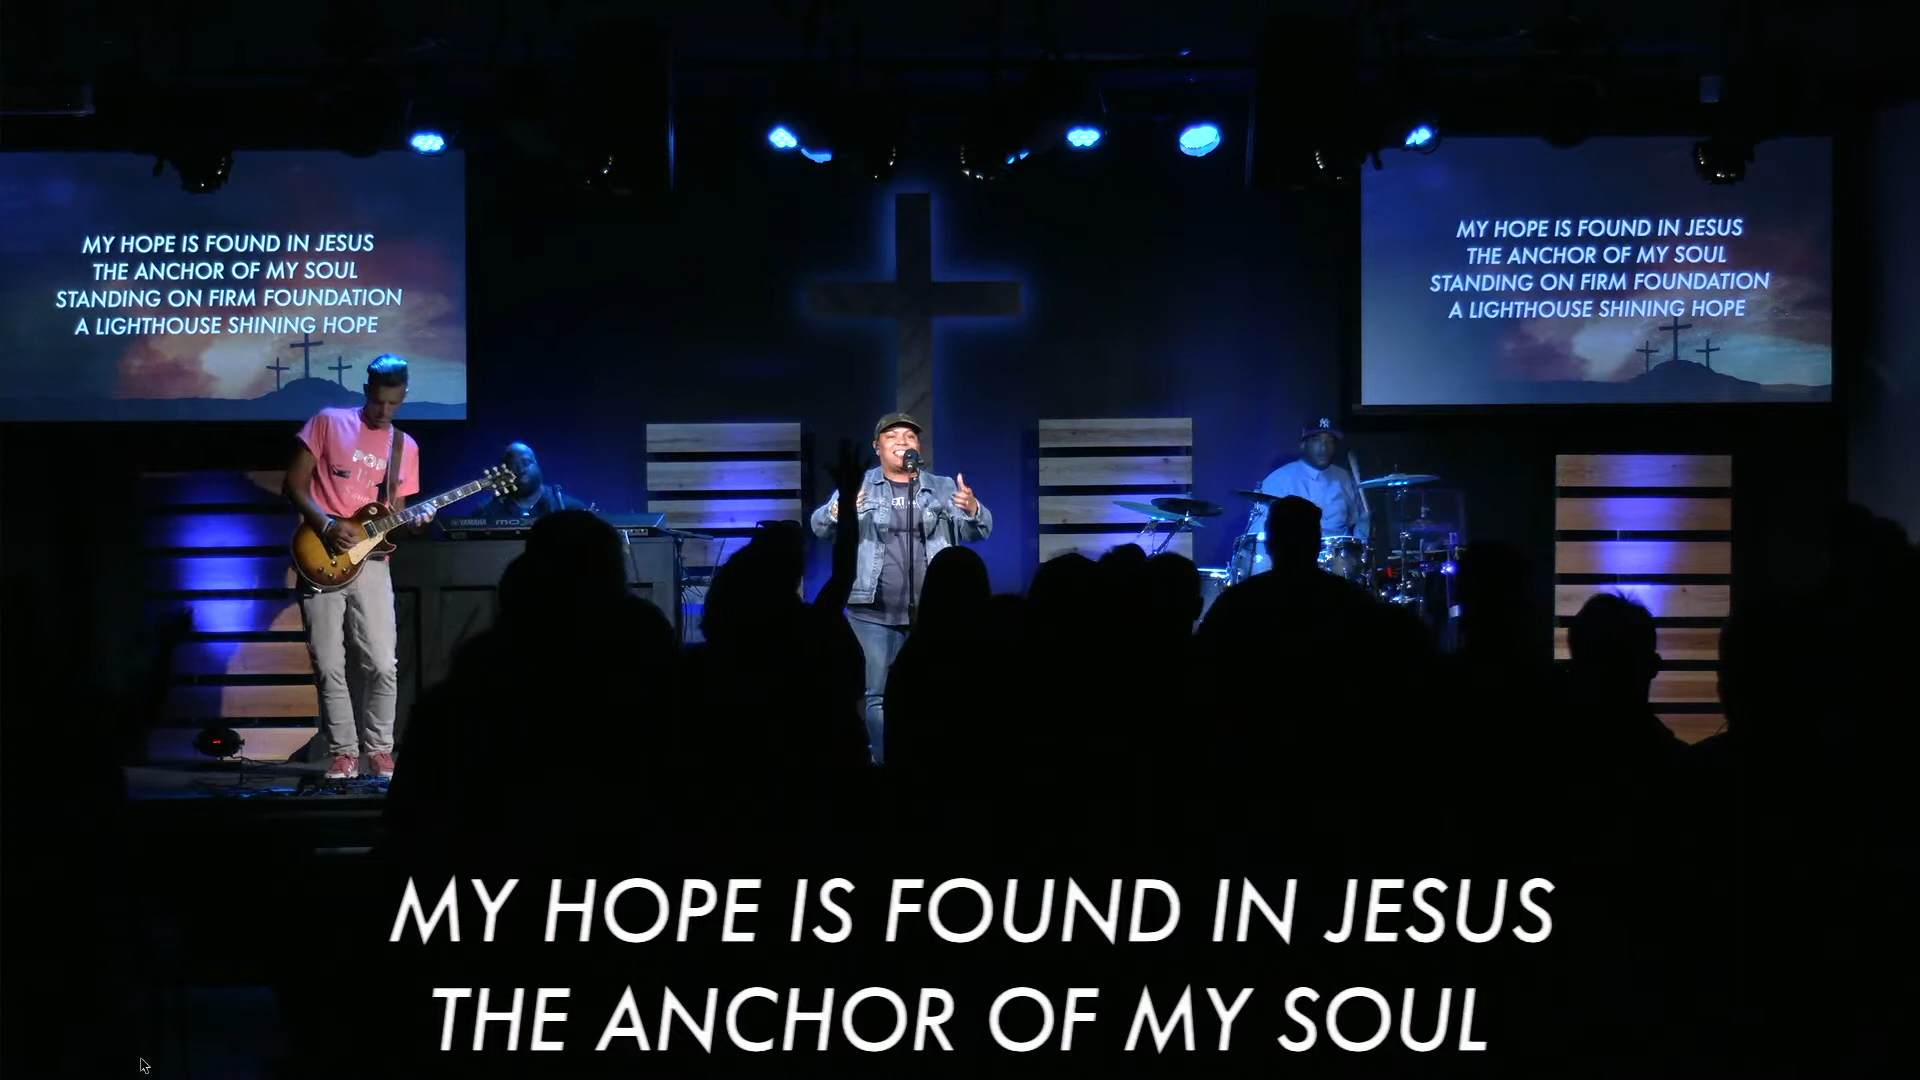 MY HOPE IS FOUND IN JESUS
THE ANCHOR OF MY SOUL
STANDING ON FIRM FOUNDATION
A LIGHTHOUSE SHINING HOPE
MY HOPE IS FOUND IN JESUS
THE ANCHOR OF MY SOUL
STANDING ON FIRM FOUNDATION
A LIGHTHOUSE SHINING HOPE
NY
YAMAHA
MY HOPE IS FOUND IN JESUS
THE ANCHOR OF MY SOUL